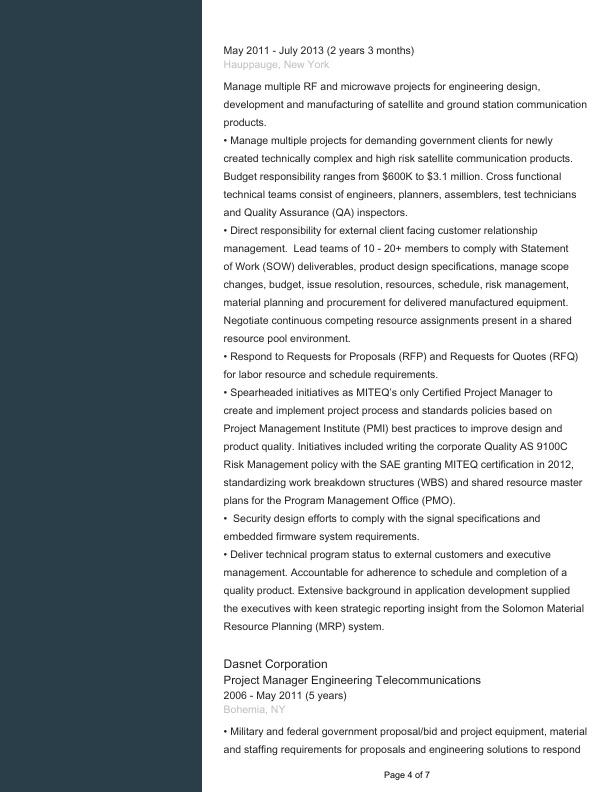 May 2011 - July 2013 (2 years 3 months)
Hauppauge, New York
Manage multiple RF and microwave projects for engineering design,
development and manufacturing of satellite and ground station communication
products.
• Manage multiple projects for demanding government clients for newly
created technically complex and high risk satellite communication products.
Budget responsibility ranges from $600K to $3.1 million. Cross functional
technical teams consist of engineers, planners, assemblers, test technicians
and Quality Assurance (QA) inspectors.
• Direct responsibility for external client facing customer relationship
management.  Lead teams of 10 - 20+ members to comply with Statement
of Work (SOW) deliverables, product design specifications, manage scope
changes, budget, issue resolution, resources, schedule, risk management,
material planning and procurement for delivered manufactured equipment.
Negotiate continuous competing resource assignments present in a shared
resource pool environment.
• Respond to Requests for Proposals (RFP) and Requests for Quotes (RFQ)
for labor resource and schedule requirements.
• Spearheaded initiatives as MITEQ's only Certified Project Manager to
create and implement project process and standards policies based on
Project Management Institute (PMI) best practices to improve design and
product quality. Initiatives included writing the corporate Quality AS 9100C
Risk Management policy with the SAE granting MITEQ certification in 2012,
standardizing work breakdown structures (WBS) and shared resource master
plans for the Program Management Office (PMO).
•  Security design efforts to comply with the signal specifications and
embedded firmware system requirements.
• Deliver technical program status to external customers and executive
management. Accountable for adherence to schedule and completion of a
quality product. Extensive background in application development supplied
the executives with keen strategic reporting insight from the Solomon Material
Resource Planning (MRP) system.
Dasnet Corporation
Project Manager Engineering Telecommunications
2006 - May 2011 (5 years)
Bohemia, NY
• Military and federal government proposal/bid and project equipment, material
and staffing requirements for proposals and engineering solutions to respond
Page 4 of 7